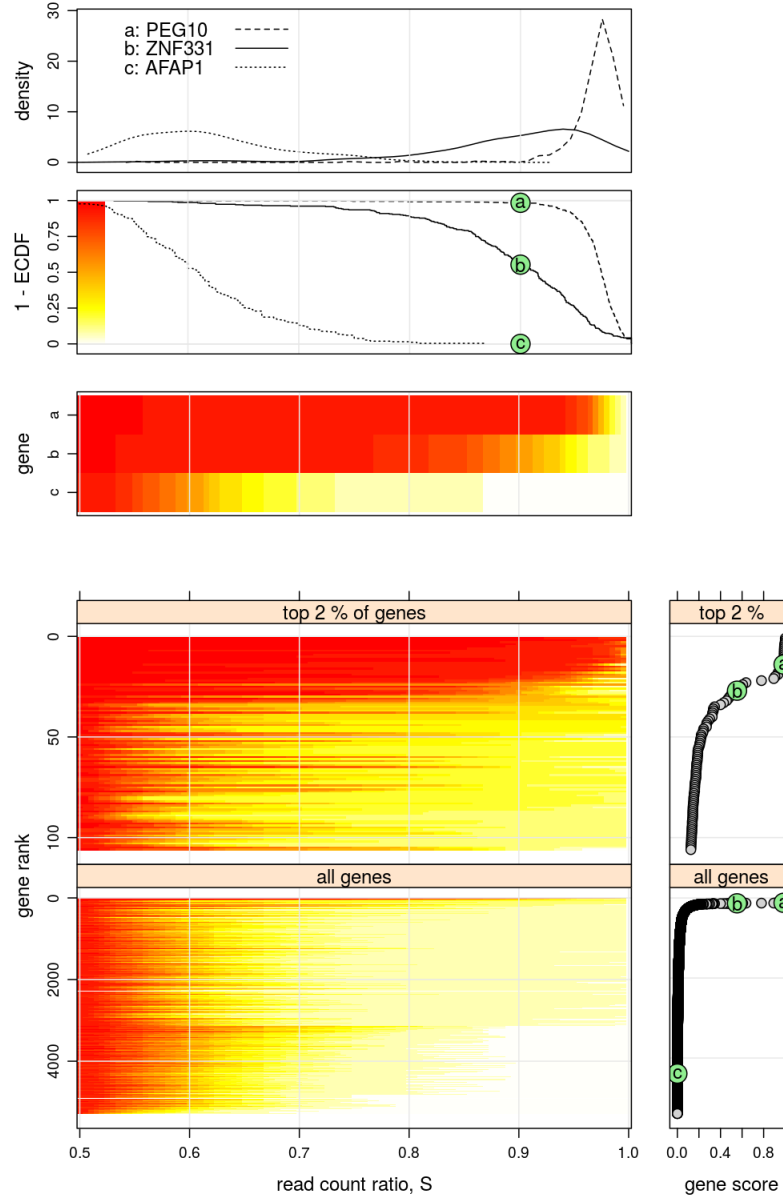 density
0 10 20 30
a: PEG10
b: ZNF331
c: AFAP1
1 - ECDF
0 0.25 0.5 0.75 1
a
b
c
gene
a
b
c
top 2 % of genes
top 2 %
0
50
100
a
b
gene rank
all genes
all genes
0
2000
4000
b
a
c
0.5 0.6 0.7 0.8 0.9 1.0
0.0 0.4 0.8
read count ratio, S
gene score